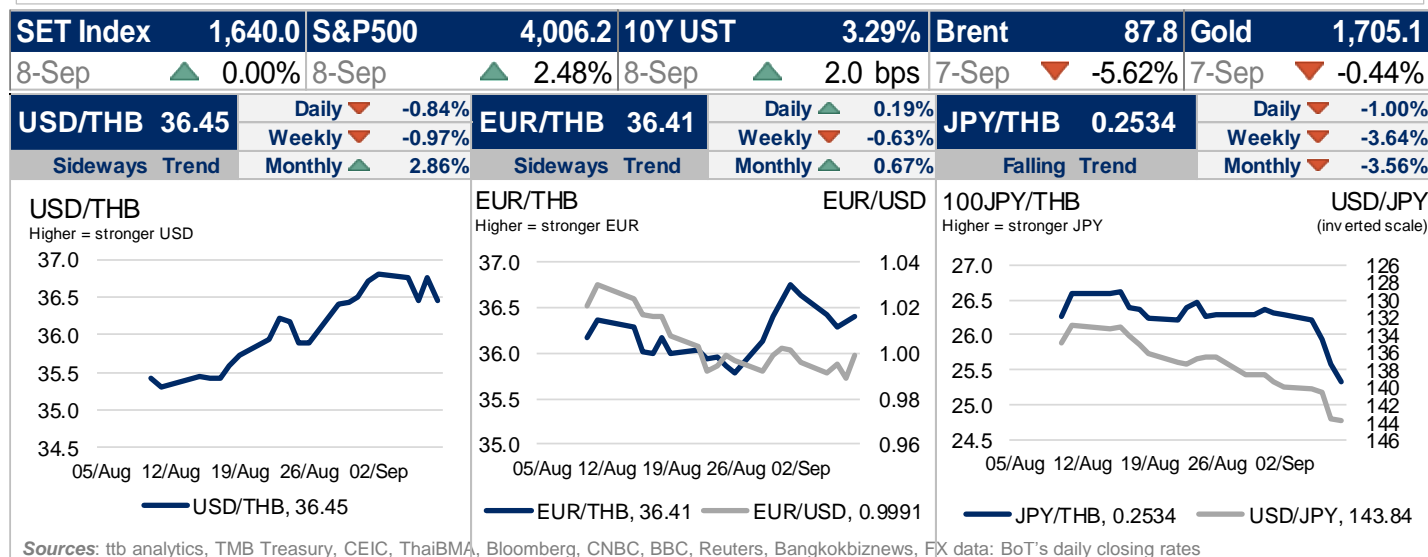 SET Index 1,640.0 S&P500 4,006.2 10Y UST 3.29% Brent 87.8 Gold 1,705.1
8-Sep 0.00% 8-Sep 2.48% 8-Sep 2.0 bps 7-Sep -5.62% 7-Sep -0.44%
USD/THB 36.45
Sideways Trend
Daily -0.84%
Weekly -0.97%
Monthly 2.86%
EUR/THB 36.41
Sideways Trend
Daily 0.19%
Weekly -0.63%
Monthly 0.67%
JPY/THB 0.2534
Falling Trend
Daily -1.00%
Weekly -3.64%
Monthly -3.56%
USD/THB
Higher = stronger USD
37.0
36.5
36.0
35.5
35.0
34.5
05/Aug 12/Aug 19/Aug 26/Aug 02/Sep
USD/THB, 36.45
EUR/THB EUR/USD
Higher = stronger EUR
37.0 1.04
36.5 1.02
36.0 1.00
35.5 0.98
35.0 0.96
05/Aug 12/Aug 19/Aug 26/Aug 02/Sep
EUR/THB, 36.41 EUR/USD, 0.9991
100JPY/THB USD/JPY
Higher = stronger JPY (inverted scale)
27.0
26.5
26.0
25.5
25.0
24.5
126
128
130
132
134
136
138
140
142
144
146
05/Aug 12/Aug 19/Aug 26/Aug 02/Sep
JPY/THB, 0.2534 USD/JPY, 143.84
Sources: ttb analytics, TMB Treasury, CEIC, ThaiBMA, Bloomberg, CNBC, BBC, Reuters, Bangkokbiznews, FX data: BoT's daily closing rates